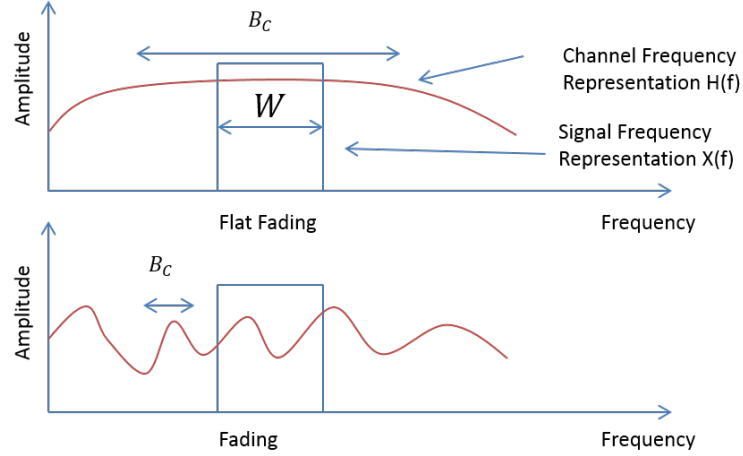 B_C
Amplitude
Channel Frequency
Representation H(f)
W
Signal Frequency
Representation X(f)
Flat Fading
Frequency
B_C
Amplitude
Fading
Frequency